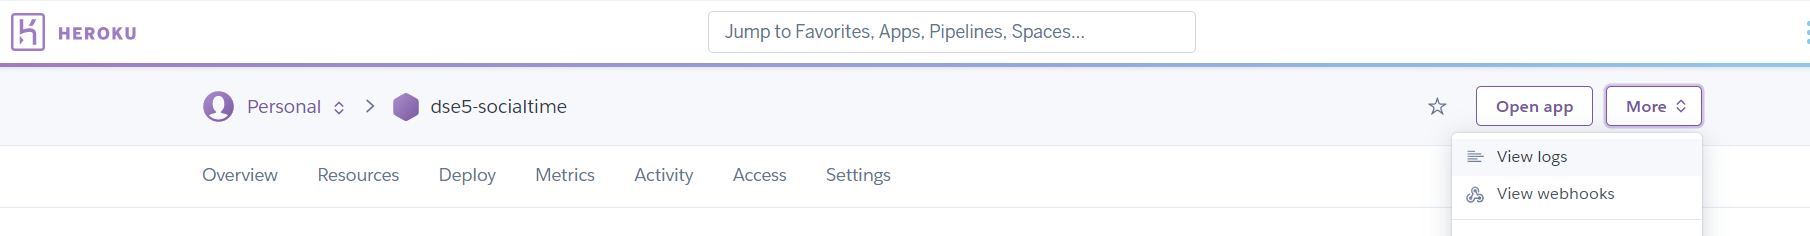 HEROKU
Jump to Favorites, Apps, Pipelines, Spaces...
Personal dse5-socialtime
Open app
More
View logs
View webhooks
Overview Resources Deploy Metrics Activity Access Settings